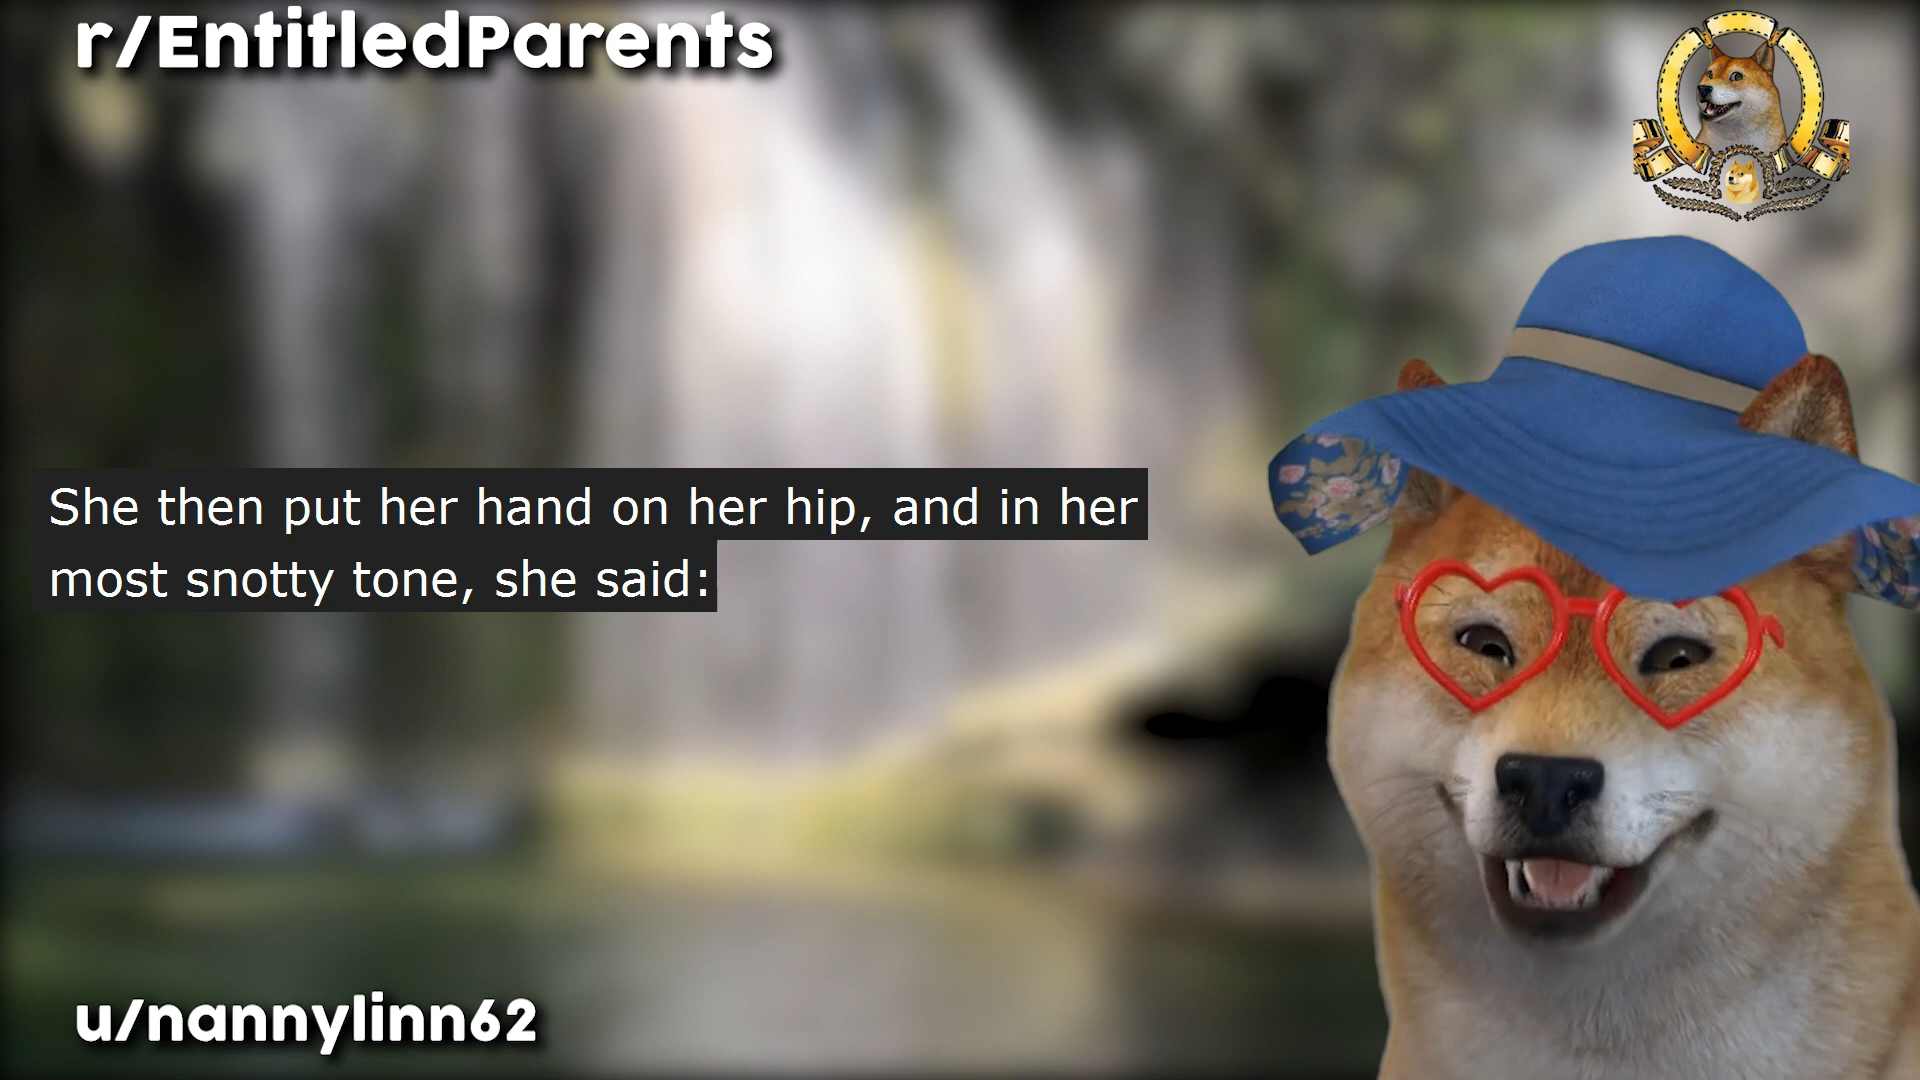 r/EntitledParents
She then put her hand on her hip, and in her
most snotty tone, she said:
u/nannylinn62